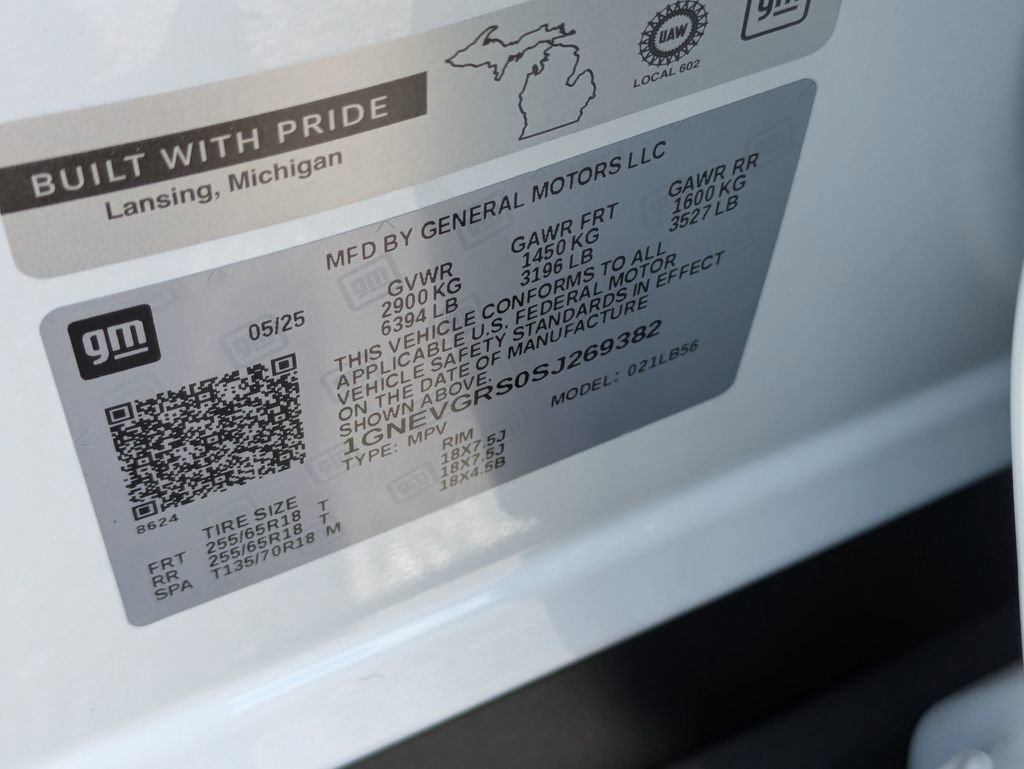 UAW
LOCAL 602
gm
BUILT WITH PRIDE
Lansing, Michigan
MFD BY GENERAL MOTORS LLC
gm
05/25
GVWR GAWR FRT GAWR RR
2900 KG 1450 KG 1600 KG
6394 LB 3196 LB 3527 LB
THIS VEHICLE CONFORMS TO ALL
APPLICABLE U.S. FEDERAL MOTOR
VEHICLE SAFETY STANDARDS IN EFFECT
ON THE DATE OF MANUFACTURE
SHOWN ABOVE.
1GNEVGRS0SJ269382
TYPE: MPV MODEL: 021LB56
8624
TIRE SIZE RIM
FRT 255/65R18 T 18X7.5J
RR 255/65R18 T 18X7.5J
SPA T135/70R18 M 18X4.5B